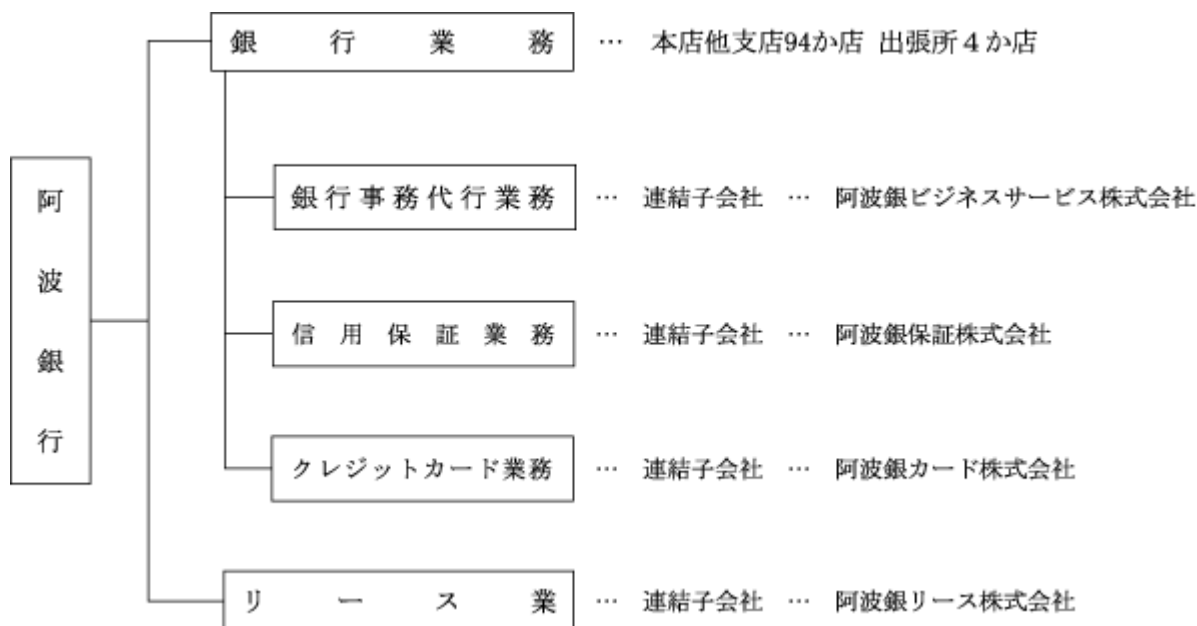 銀行業務 … 本店他支店94か店 出張所４か店
阿波銀行
銀行事務代行業務 … 連結子会社 … 阿波銀ビジネスサービス株式会社
信用保証業務 … 連結子会社 … 阿波銀保証株式会社
クレジットカード業務 … 連結子会社 … 阿波銀カード株式会社
リース業 … 連結子会社 … 阿波銀リース株式会社